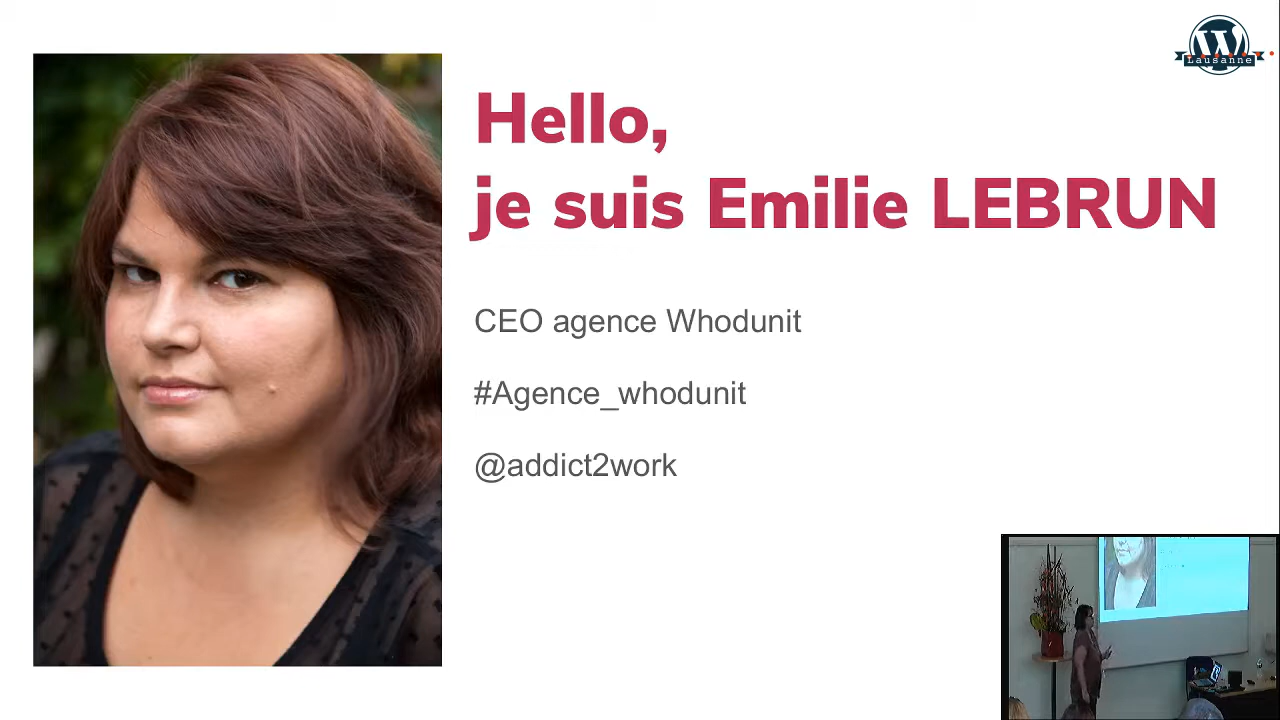 Lausanne
Hello,
je suis Emilie LEBRUN
CEO agence Whodunit
#Agence_whodunit
@addict2work